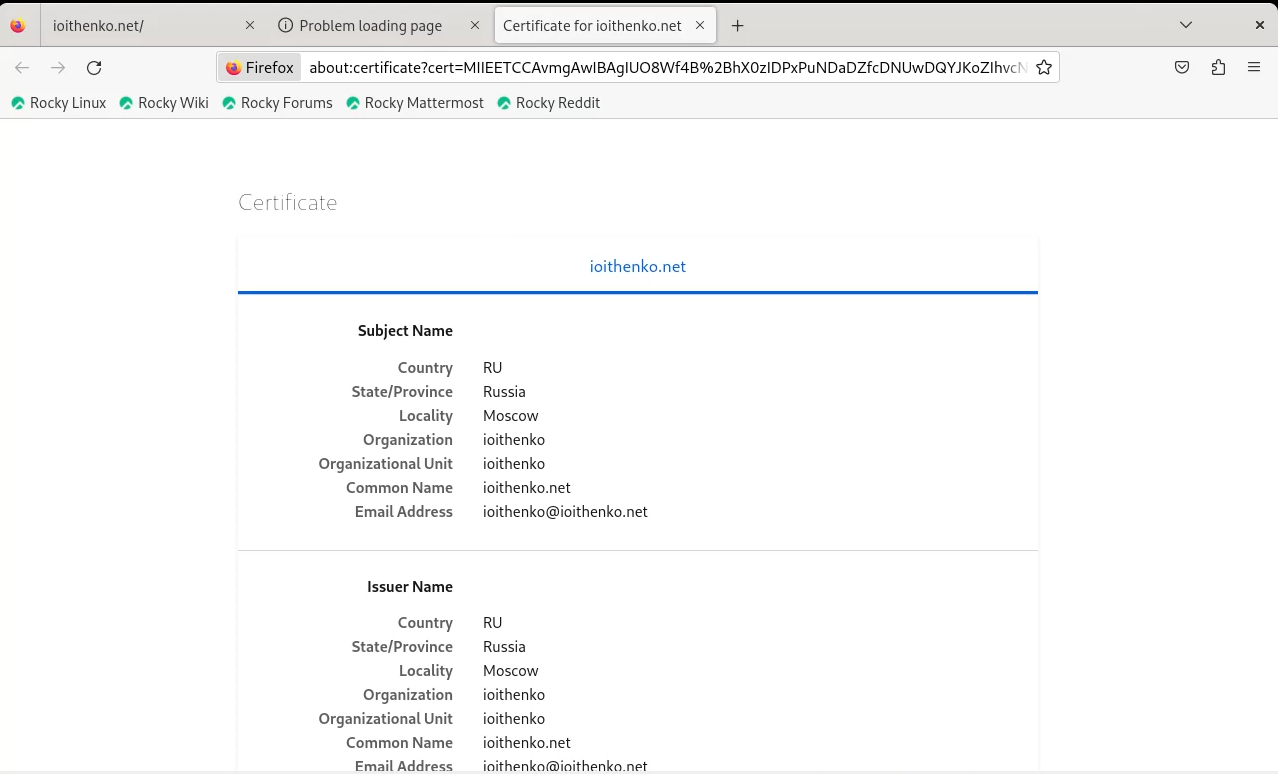 ioithenko.net/ Problem loading page Certificate for ioithenko.net
Firefox about:certificate?cert=MIIEETCCAvmgAwIBAgIUO8Wf4B%2BhX0zIDPxPuNDaDZfcDNUwDQYJKoZIhvcN
Rocky Linux Rocky Wiki Rocky Forums Rocky Mattermost Rocky Reddit
Certificate
ioithenko.net
Subject Name
Country RU
State/Province Russia
Locality Moscow
Organization ioithenko
Organizational Unit ioithenko
Common Name ioithenko.net
Email Address ioithenko@ioithenko.net
Issuer Name
Country RU
State/Province Russia
Locality Moscow
Organization ioithenko
Organizational Unit ioithenko
Common Name ioithenko.net
Email Address ioithenko@ioithenko.net